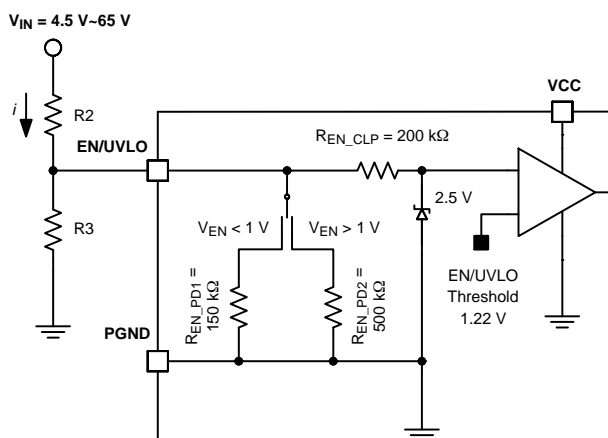 V_IN = 4.5 V~65 V
i
R2
EN/UVLO
R3
PGND
VCC
R_EN_CLP = 200 kΩ
V_EN < 1 V
V_EN > 1 V
2.5 V
R_EN_PD1 =
150 kΩ
R_EN_PD2 =
500 kΩ
EN/UVLO
Threshold
1.22 V